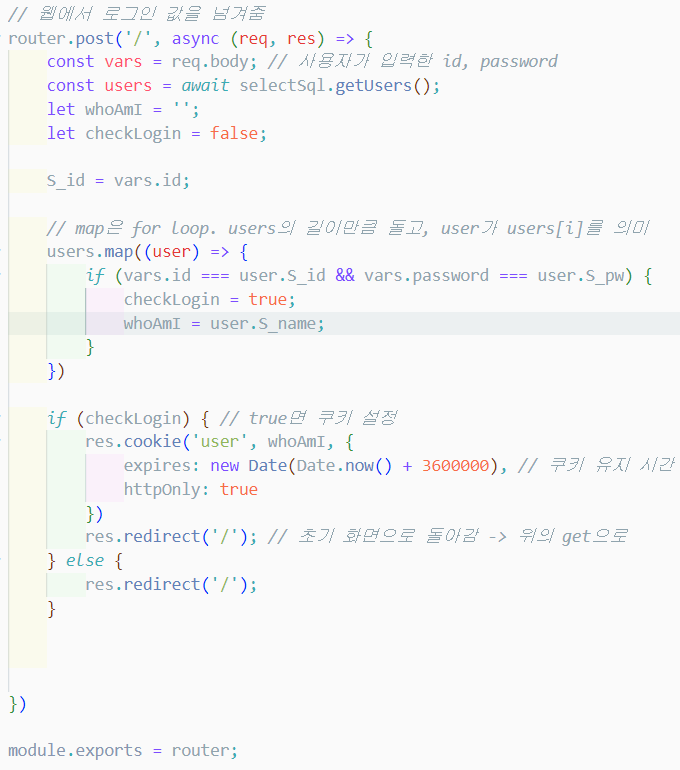 // 웹에서 로그인 값을 넘겨줌
router.post('/', async (req, res) => {
    const vars = req.body; // 사용자가 입력한 id, password
    const users = await selectSql.getUsers();
    let whoAmI = '';
    let checkLogin = false;

    S_id = vars.id;

    // map은 for loop. users의 길이만큼 돌고, user가 users[i]를 의미
    users.map((user) => {
        if (vars.id === user.S_id && vars.password === user.S_pw) {
            checkLogin = true;
            whoAmI = user.S_name;
        }
    })

    if (checkLogin) { // true면 쿠키 설정
        res.cookie('user', whoAmI, {
            expires: new Date(Date.now() + 3600000), // 쿠키 유지 시간
            httpOnly: true
        })
        res.redirect('/'); // 초기 화면으로 돌아감 -> 위의 get으로
    } else {
        res.redirect('/');
    }

})

module.exports = router;